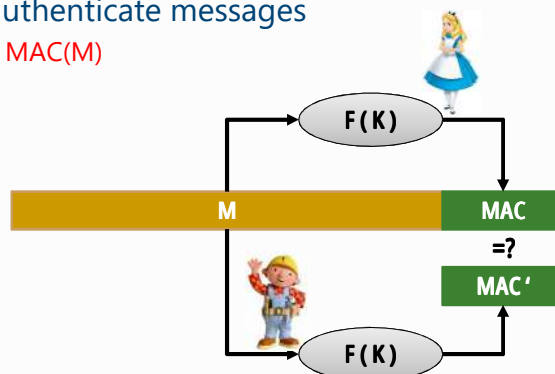 uthenticate messages
MAC(M)
F(K)
M
MAC
=?
MAC'
F(K)